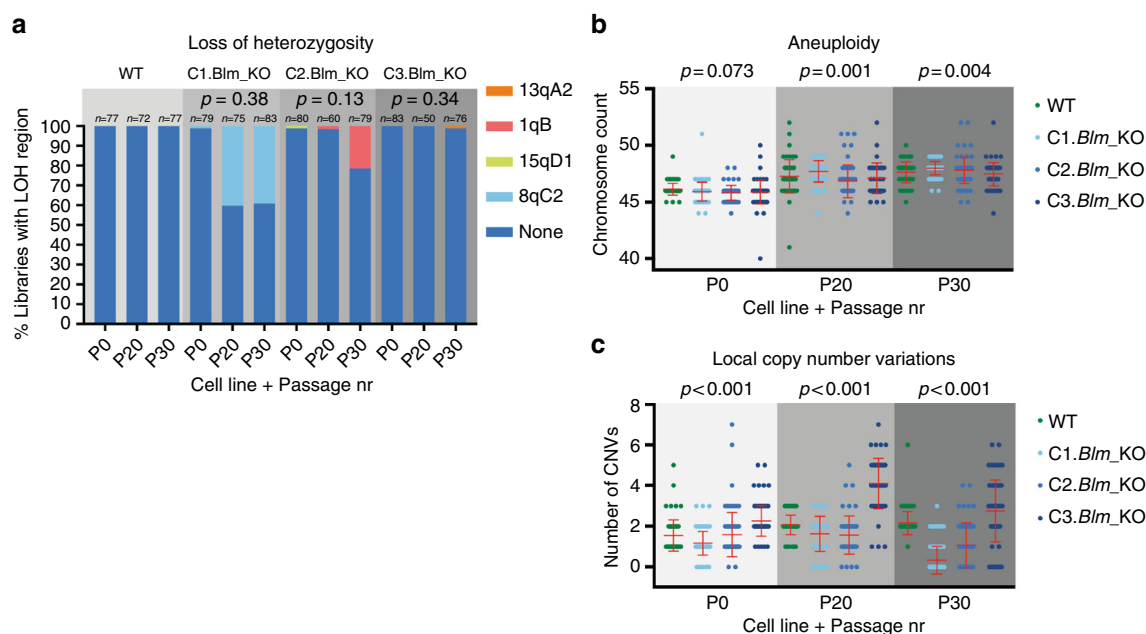 a
Loss of heterozygosity
WT C1.Blm_KO C2.Blm_KO C3.Blm_KO
p = 0.38 p = 0.13 p = 0.34
n=77 n=72 n=77 n=79 n=75 n=83 n=80 n=60 n=79 n=83 n=50 n=76
% Libraries with LOH region
100
90
80
70
60
50
40
30
20
10
0
P0 P20 P30 P0 P20 P30 P0 P20 P30 P0 P20 P30
Cell line + Passage nr
13qA2
1qB
15qD1
8qC2
None
b
Aneuploidy
p = 0.073 p = 0.001 p = 0.004
Chromosome count
55
50
45
40
P0 P20 P30
Cell line + Passage nr
WT
C1.Blm_KO
C2.Blm_KO
C3.Blm_KO
c
Local copy number variations
p < 0.001 p < 0.001 p < 0.001
Number of CNVs
8
6
4
2
0
P0 P20 P30
Cell line + Passage nr
WT
C1.Blm_KO
C2.Blm_KO
C3.Blm_KO